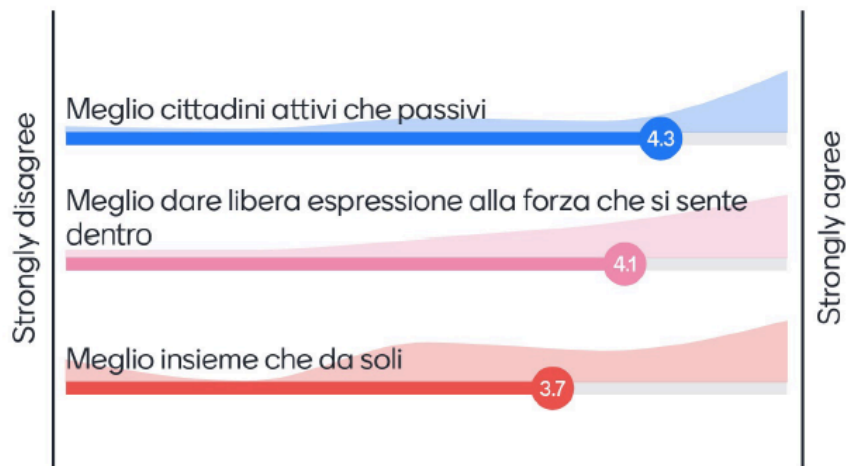 Strongly disagree
Meglio cittadini attivi che passivi
4.3
Meglio dare libera espressione alla forza che si sente
dentro
4.1
Meglio insieme che da soli
3.7
Strongly agree